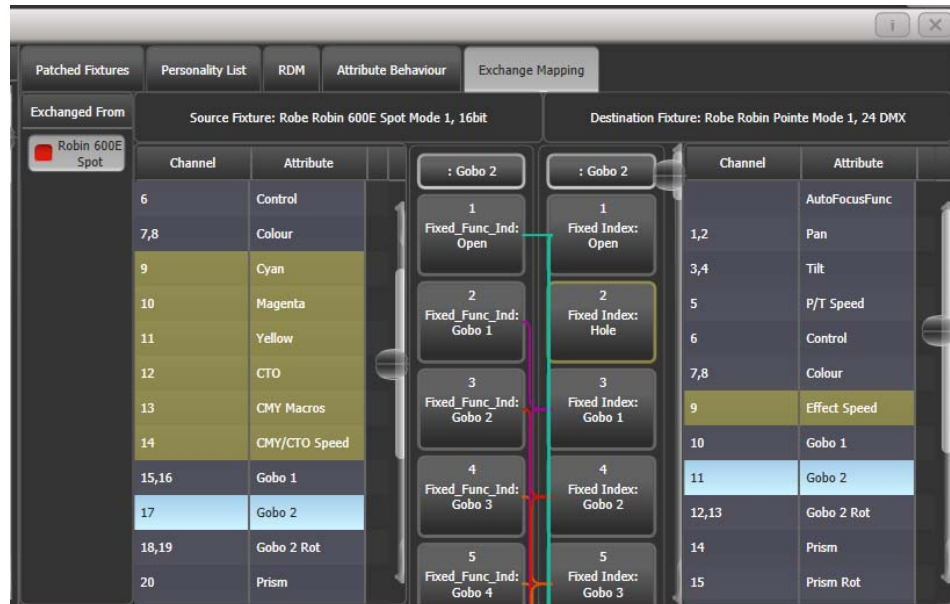 i
Patched Fixtures
Personality List
RDM
Attribute Behaviour
Exchange Mapping
Exchanged From
Source Fixture: Robe Robin 600E Spot Mode 1, 16bit
Destination Fixture: Robe Robin Pointe Mode 1, 24 DMX
Robin 600E
Spot
Channel Attribute
6 Control
7,8 Colour
9 Cyan
10 Magenta
11 Yellow
12 CTO
13 CMY Macros
14 CMY/CTO Speed
15,16 Gobo 1
17 Gobo 2
18,19 Gobo 2 Rot
20 Prism
: Gobo 2
1
Fixed_Func_Ind:
Open
2
Fixed_Func_Ind:
Gobo 1
3
Fixed_Func_Ind:
Gobo 2
4
Fixed_Func_Ind:
Gobo 3
5
Fixed_Func_Ind:
Gobo 4
: Gobo 2
1
Fixed Index:
Open
2
Fixed Index:
Hole
3
Fixed Index:
Gobo 1
4
Fixed Index:
Gobo 2
5
Fixed Index:
Gobo 3
Channel Attribute
AutoFocusFunc
1,2 Pan
3,4 Tilt
5 P/T Speed
6 Control
7,8 Colour
9 Effect Speed
10 Gobo 1
11 Gobo 2
12,13 Gobo 2 Rot
14 Prism
15 Prism Rot